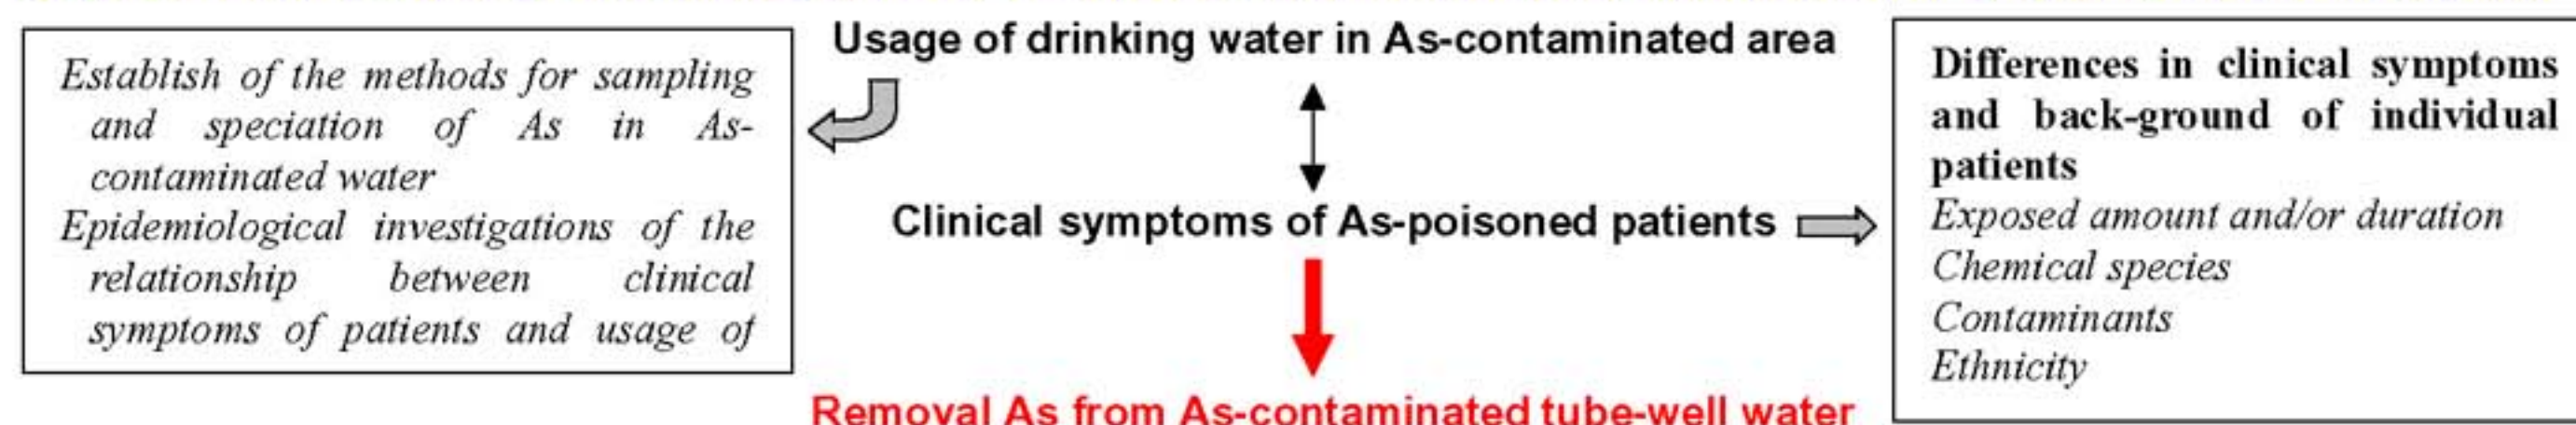 Establish of the methods for sampling
and speciation of As in As-
contaminated water
Epidemiological investigations of the
relationship between clinical
symptoms of patients and usage of
Usage of drinking water in As-contaminated area
Clinical symptoms of As-poisoned patients
Removal As from As-contaminated tube-well water
Differences in clinical symptoms
and back-ground of individual
patients
Exposed amount and/or duration
Chemical species
Contaminants
Ethnicity